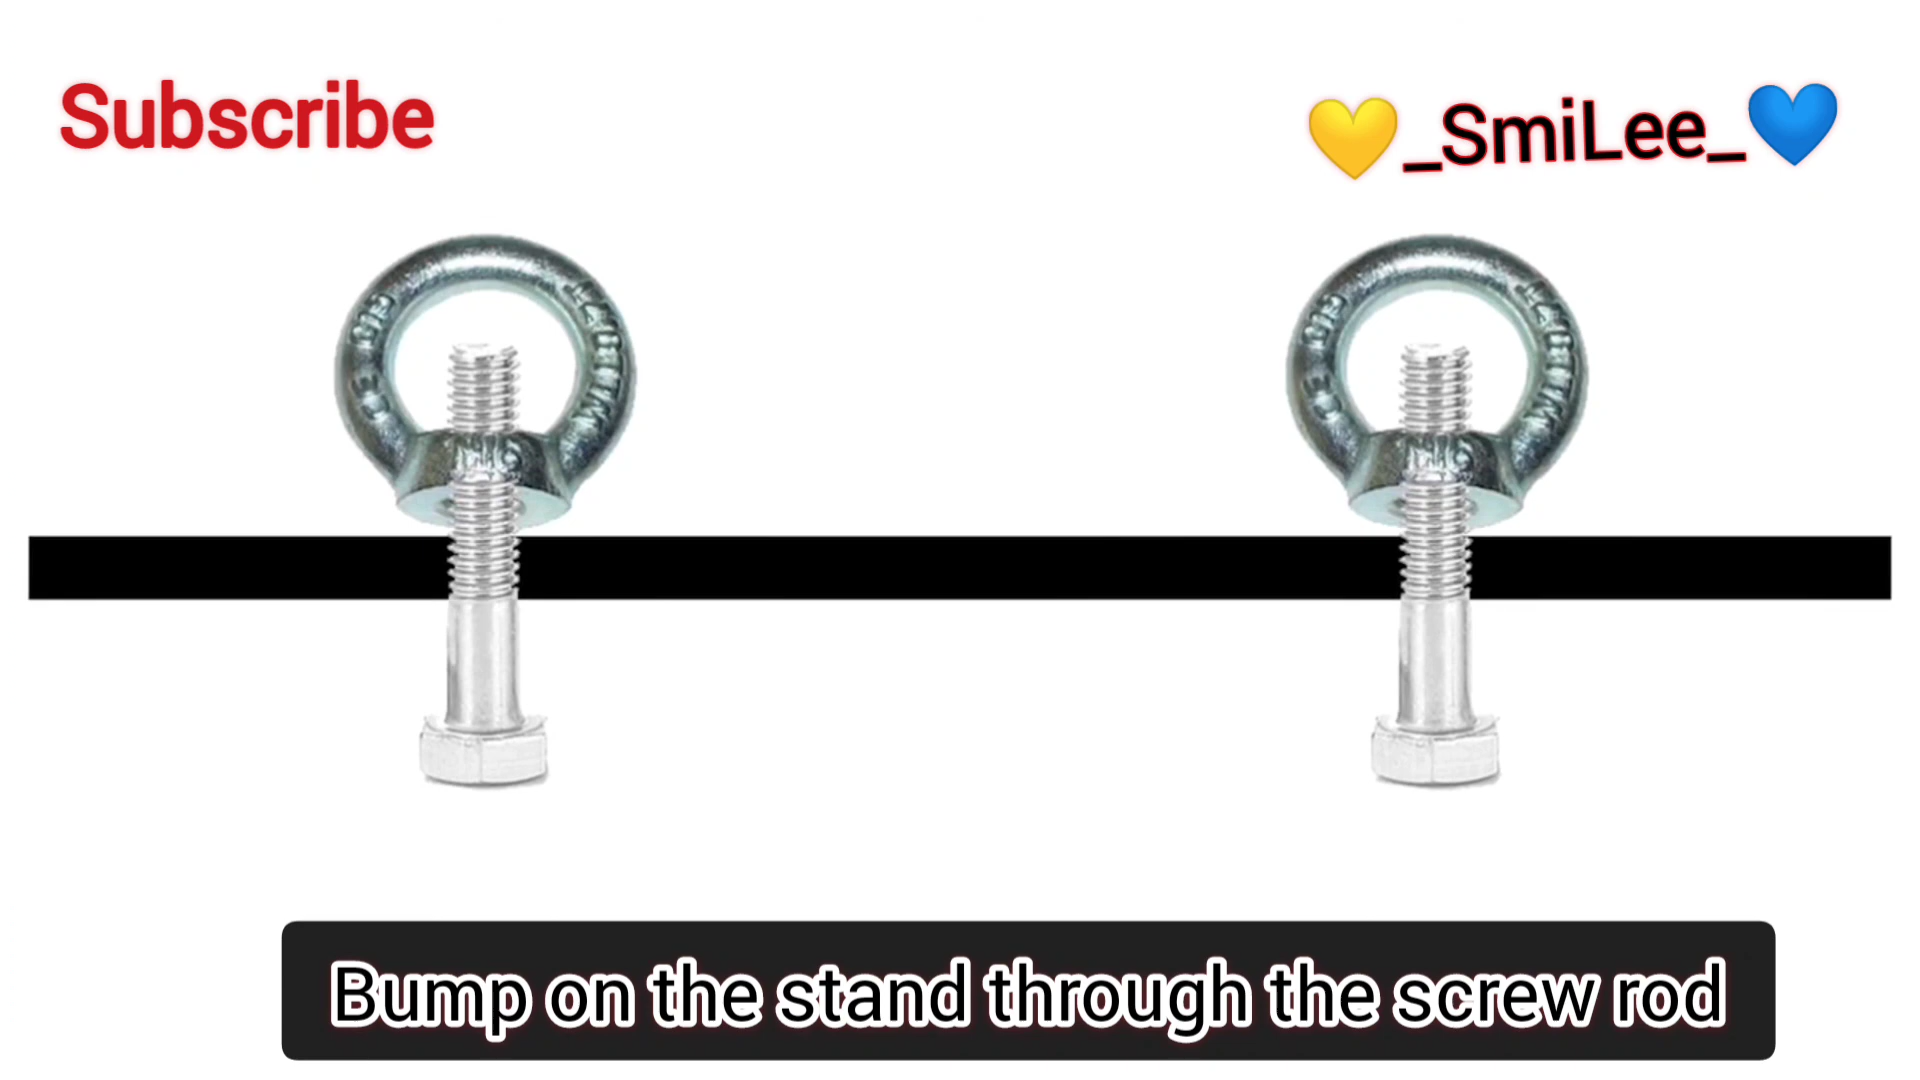 Subscribe
💛_SmiLee_💙
Bump on the stand through the screw rod